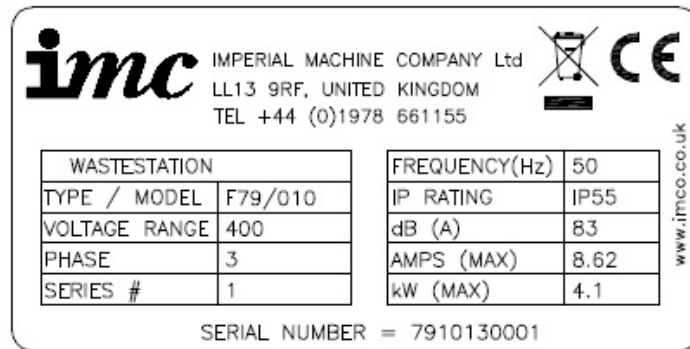 imc
IMPERIAL MACHINE COMPANY Ltd
LL13 9RF, UNITED KINGDOM
TEL +44 (0)1978 661155
CE
WASTESTATION
TYPE / MODEL F79/010
VOLTAGE RANGE 400
PHASE 3
SERIES # 1
FREQUENCY(Hz) 50
IP RATING IP55
dB (A) 83
AMPS (MAX) 8.62
kW (MAX) 4.1
www.imco.co.uk
SERIAL NUMBER = 7910130001